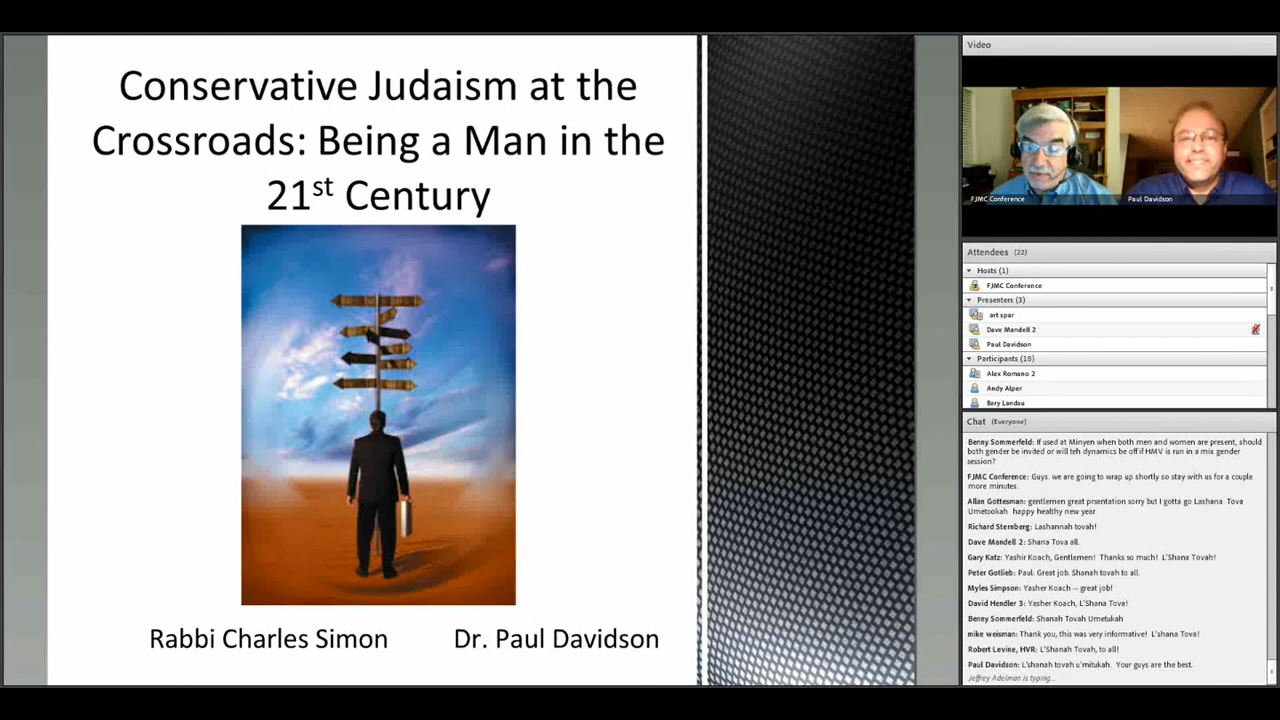 Conservative Judaism at the
Crossroads: Being a Man in the
21st Century
Rabbi Charles Simon
Dr. Paul Davidson
Video
FJMC Conference
Paul Davidson
Attendees (22)
Hosts (1)
FJMC Conference
Presenters (3)
art spar
Dave Mandell 2
Paul Davidson
Participants (18)
Alex Romano 2
Andy Alper
Bary Landau
Chat (Everyone)
Benny Sommerfeld: If used at Minyen when both men and women are present, should
both gender be invited or will teh dynamics be off if HMV is run in a mix gender
session?
FJMC Conference: Guys. we are going to wrap up shortly so stay with us for a couple
more minutes.
Allan Gottesman: gentlemen great prsentation sorry but I gotta go Lashana Tova
Umetookah happy healthy new year
Richard Sternberg: Lashannah tovah!
Dave Mandell 2: Shana Tova all.
Gary Katz: Yashir Koach, Gentlemen! Thanks so much! L'Shana Tovah!
Peter Gotlieb: Paul: Great job. Shanah tovah to all.
Myles Simpson: Yasher Koach -- great job!
David Hendler 3: Yasher Koach, L'Shana Tova!
Benny Sommerfeld: Shanah Tovah Umetukah
mike weisman: Thank you, this was very informative! L'shana Tova!
Robert Levine, HVR: L'Shanah Tovah, to all!
Paul Davidson: L'shanah tovah u'mitukah. Your guys are the best.
Jeffrey Adelman is typing...